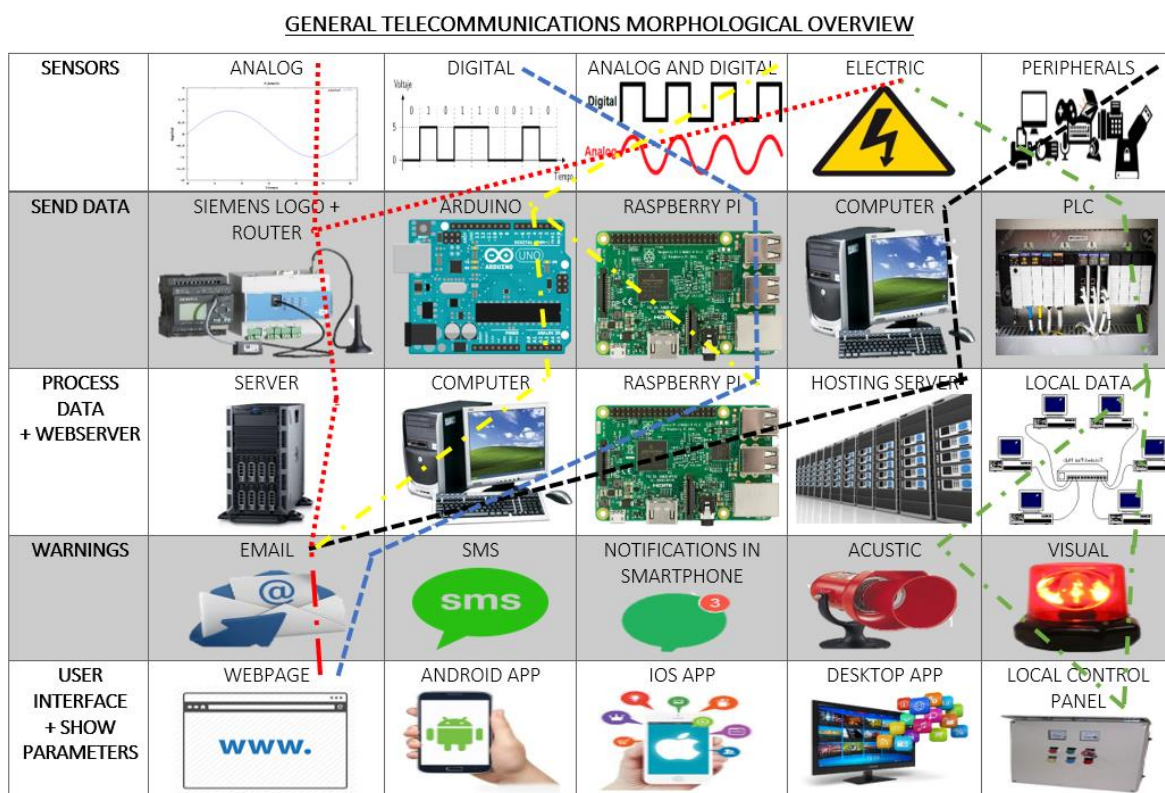 GENERAL TELECOMMUNICATIONS MORPHOLOGICAL OVERVIEW
SENSORS
ANALOG
DIGITAL
Voltaje
0 1 0 1 1 0 0 1 0
5
0
Tiempo
ANALOG AND DIGITAL
Digital
Analog
ELECTRIC
PERIPHERALS
SEND DATA
SIEMENS LOGO +
ROUTER
ARDUINO
UNO
ARDUINO
RASPBERRY PI
COMPUTER
PLC
PROCESS
DATA
+ WEBSERVER
SERVER
COMPUTER
RASPBERRY PI
HOSTING SERVER
LOCAL DATA
WARNINGS
EMAIL
@
SMS
sms
NOTIFICATIONS IN
SMARTPHONE
3
ACUSTIC
VISUAL
USER
INTERFACE
+ SHOW
PARAMETERS
WEBPAGE
www.
ANDROID APP
IOS APP
DESKTOP APP
LOCAL CONTROL
PANEL